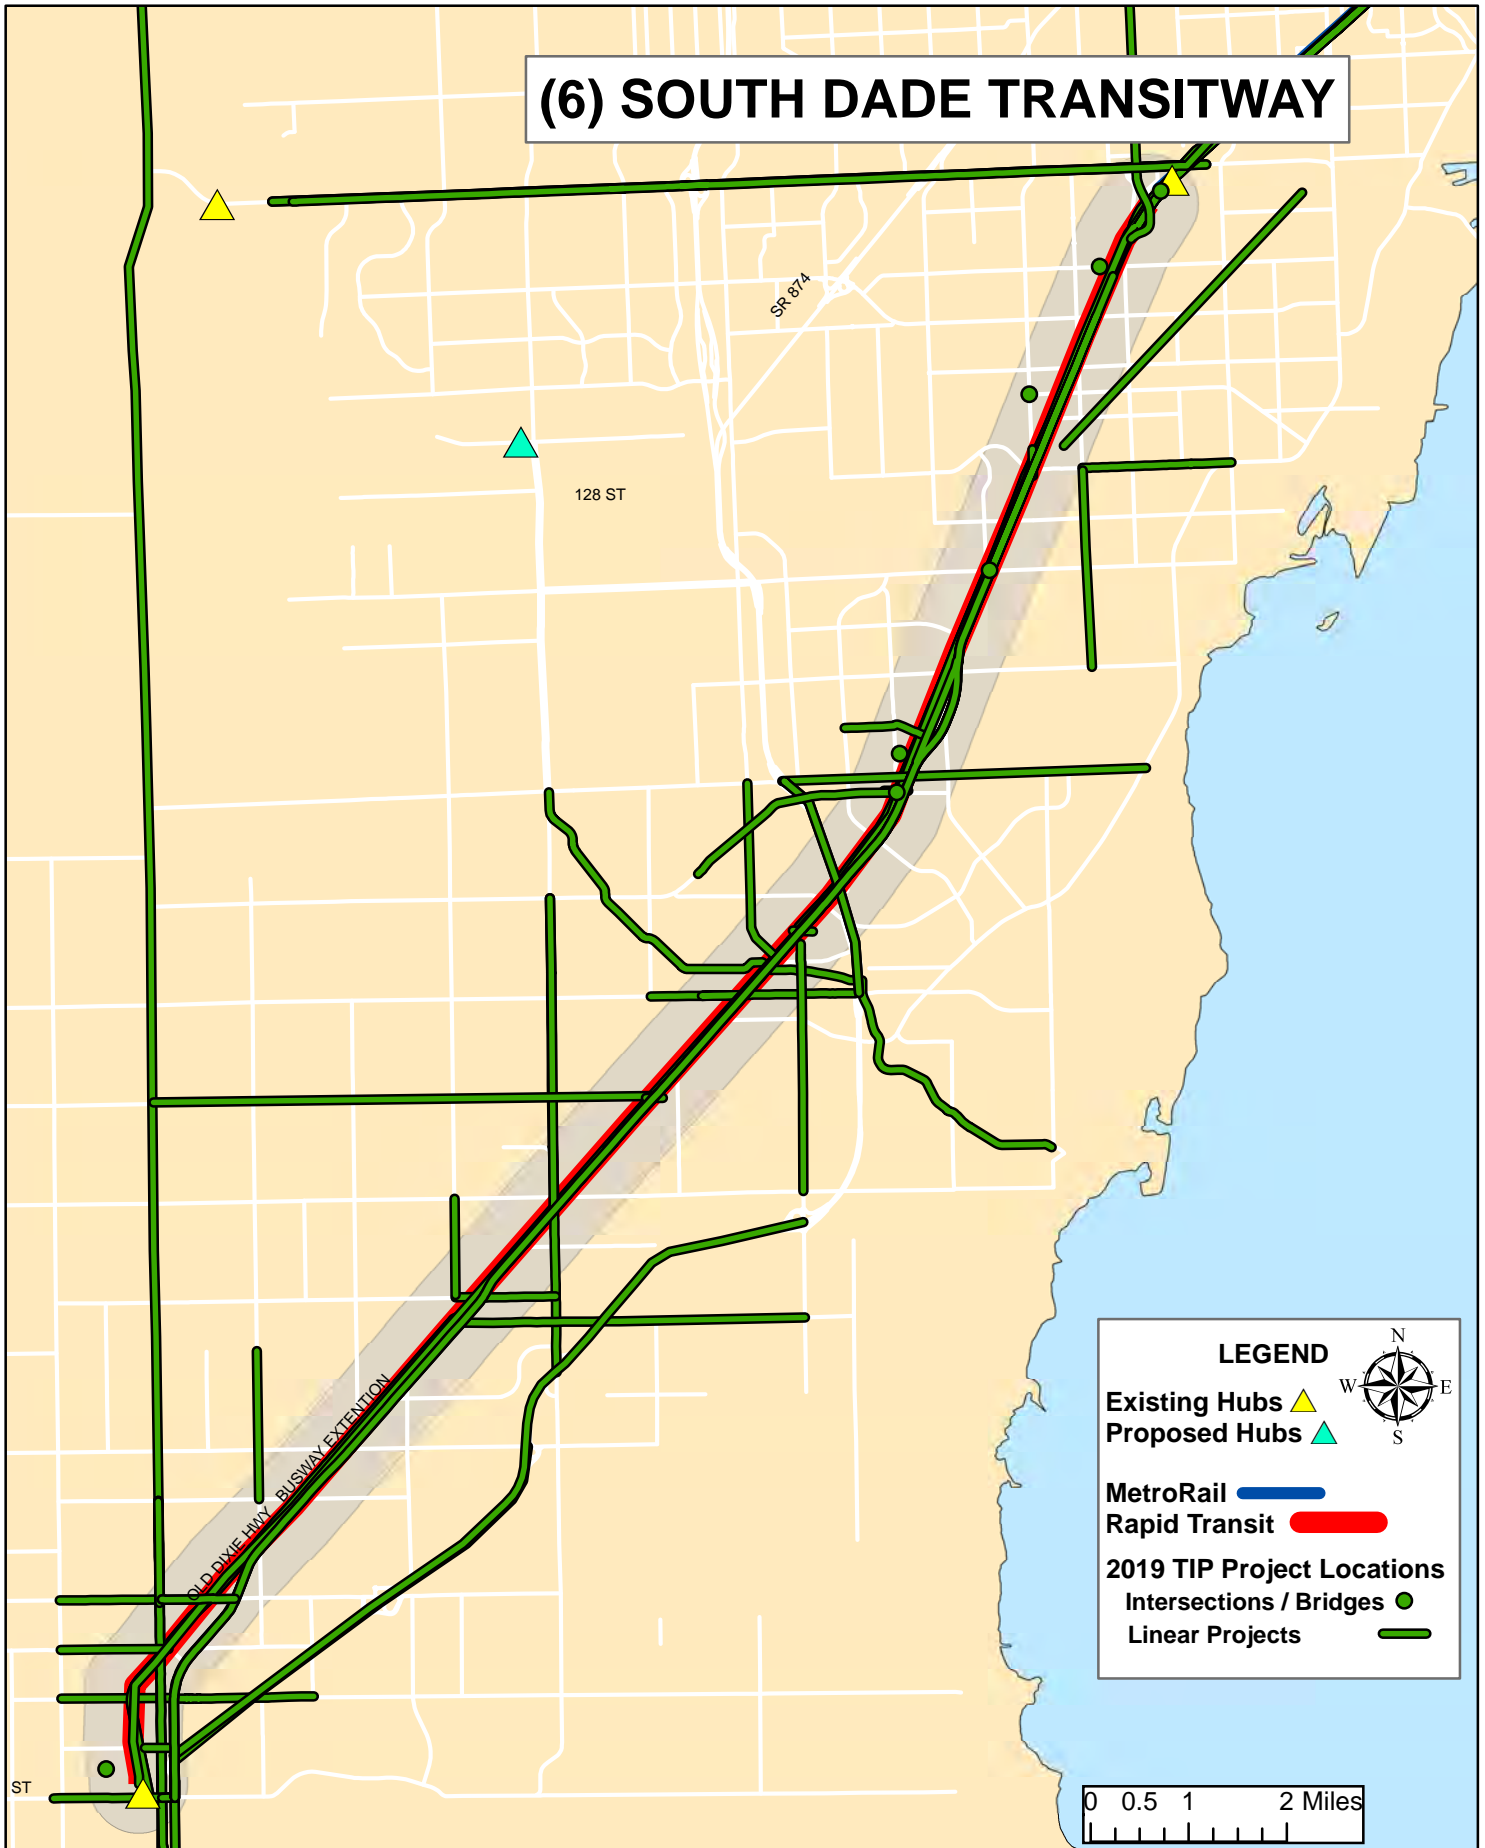 (6) SOUTH DADE TRANSITWAY
SR 874
128 ST
OLD DIXIE HWY
BUSWAY EXTENTION
ST
LEGEND
N
W
E
S
Existing Hubs
Proposed Hubs
MetroRail
Rapid Transit
2019 TIP Project Locations
Intersections / Bridges
Linear Projects
0 0.5 1 2 Miles